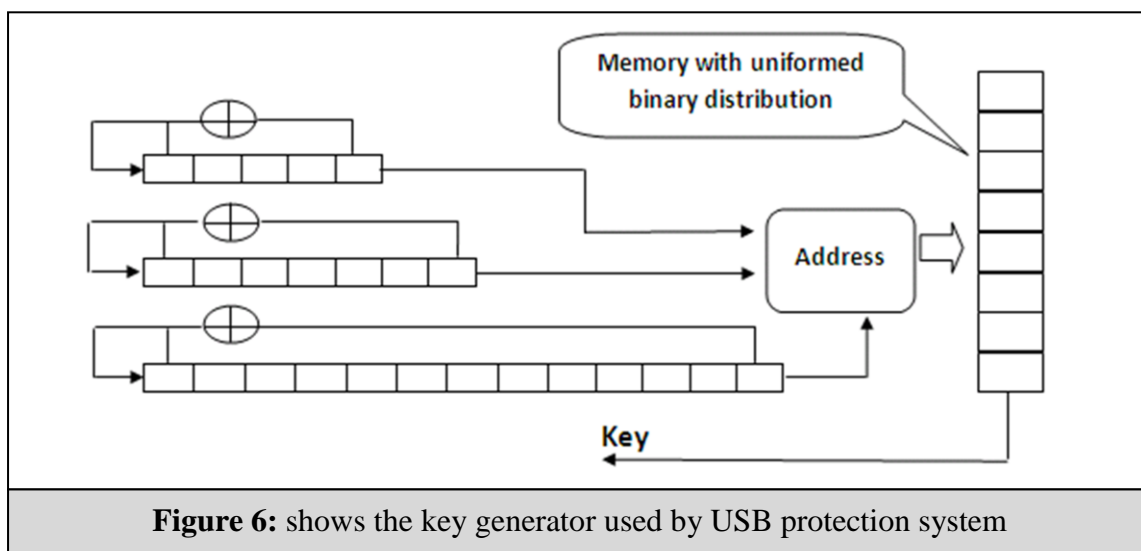 Memory with uniformed
binary distribution
Address
Key
Figure 6: shows the key generator used by USB protection system